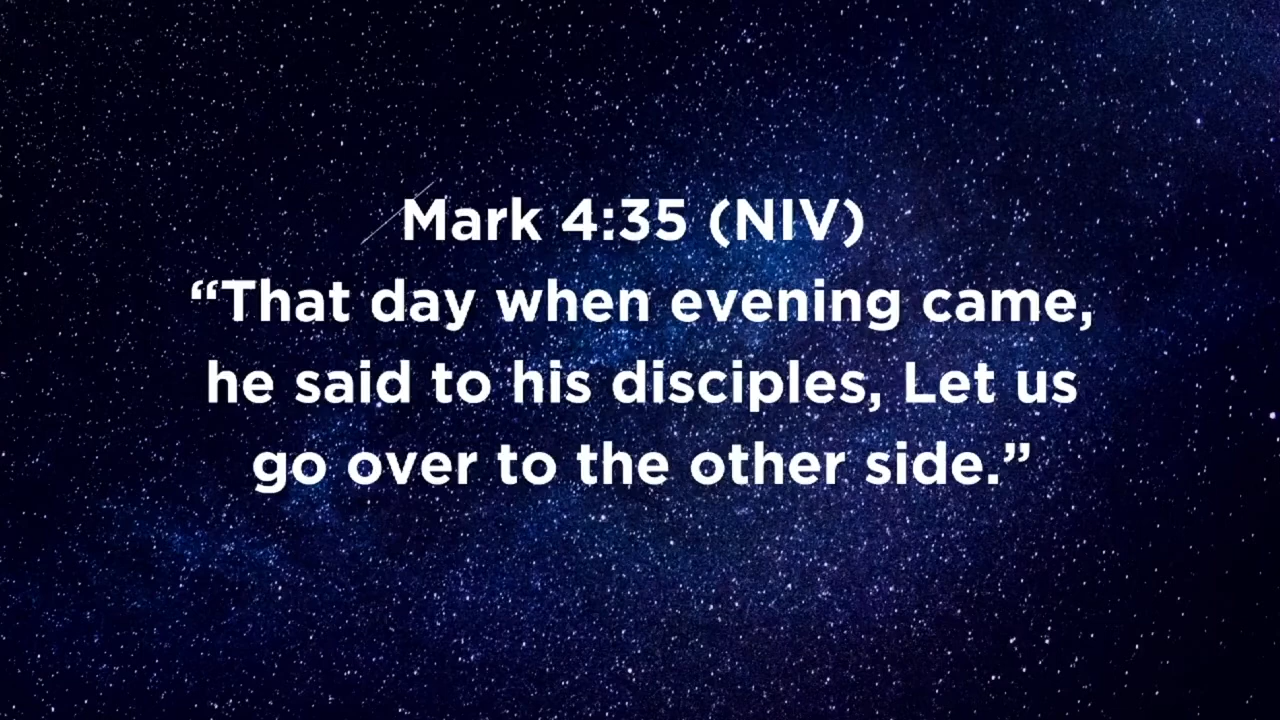 Mark 4:35 (NIV)
“That day when evening came,
he said to his disciples, Let us
go over to the other side.”